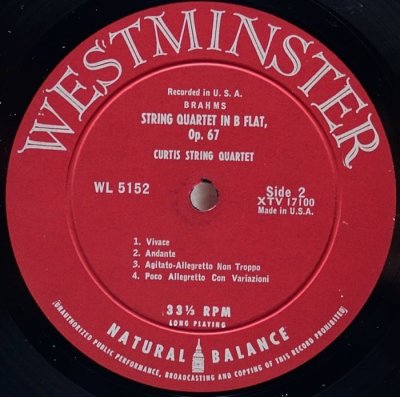 WESTMINSTER
Recorded in U. S. A.
BRAHMS
STRING QUARTET IN B FLAT,
Op. 67
CURTIS STRING QUARTET
WL 5152
Side 2
XTV 17100
Made in U.S.A.
1. Vivace
2. Andante
3. Agitato-Allegretto Non Troppo
4. Poco Allegretto Con Variazioni
33⅓ RPM
LONG PLAYING
NATURAL BALANCE
(UNAUTHORIZED PUBLIC PERFORMANCE, BROADCASTING AND COPYING OF THIS RECORD PROHIBITED)